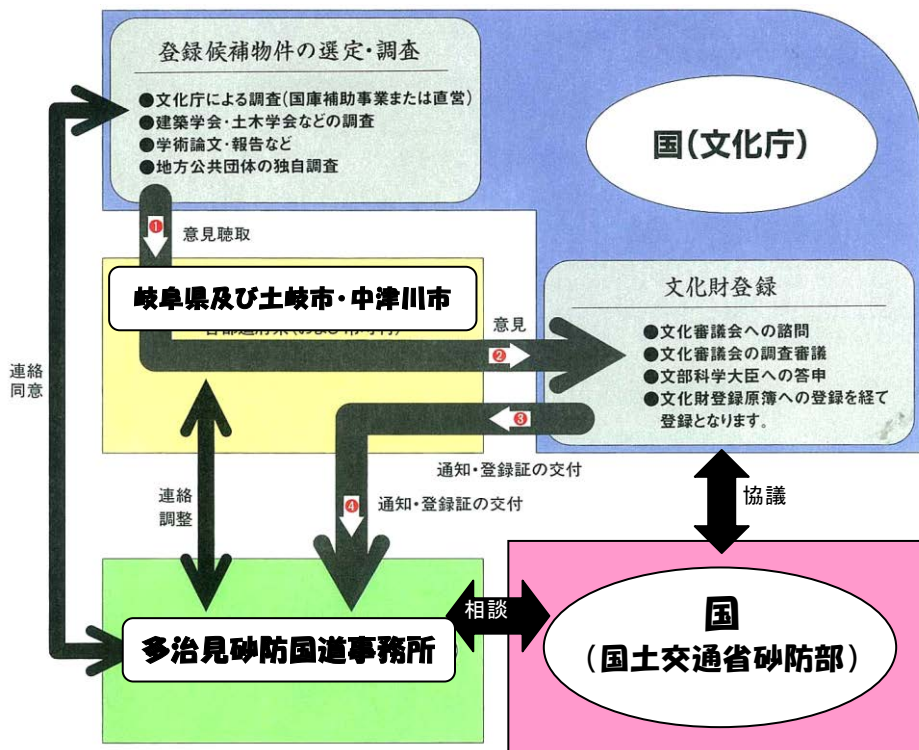 登録候補物件の選定・調査
●文化庁による調査(国庫補助事業または直営)
●建築学会・土木学会などの調査
●学術論文・報告など
●地方公共団体の独自調査
国(文化庁)
❶
意見聴取
岐阜県及び土岐市・中津川市
意見
❷
文化財登録
●文化審議会への諮問
●文化審議会の調査審議
●文部科学大臣への答申
●文化財登録原簿への登録を経て
登録となります。
連絡
同意
❸
通知・登録証の交付
❹
通知・登録証の交付
連絡
調整
協議
多治見砂防国道事務所
相談
国
(国土交通省砂防部)